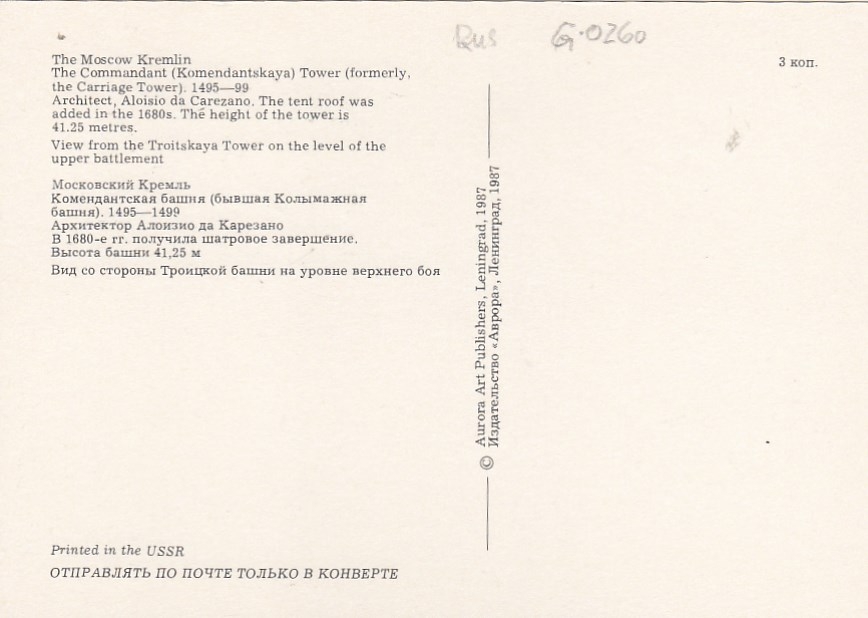 Rus G.0260
3 коп.
The Moscow Kremlin
The Commandant (Komendantskaya) Tower (formerly,
the Carriage Tower). 1495—99
Architect, Aloisio da Carezano. The tent roof was
added in the 1680s. The height of the tower is
41.25 metres.
View from the Troitskaya Tower on the level of the
upper battlement
Московский Кремль
Комендантская башня (бывшая Колымажная
башня). 1495—1499
Архитектор Алоизио да Карезано
В 1680-е гг. получила шатровое завершение.
Высота башни 41,25 м
Вид со стороны Троицкой башни на уровне верхнего боя
© Aurora Art Publishers, Leningrad, 1987
Издательство «Аврора», Ленинград, 1987
Printed in the USSR
ОТПРАВЛЯТЬ ПО ПОЧТЕ ТОЛЬКО В КОНВЕРТЕ